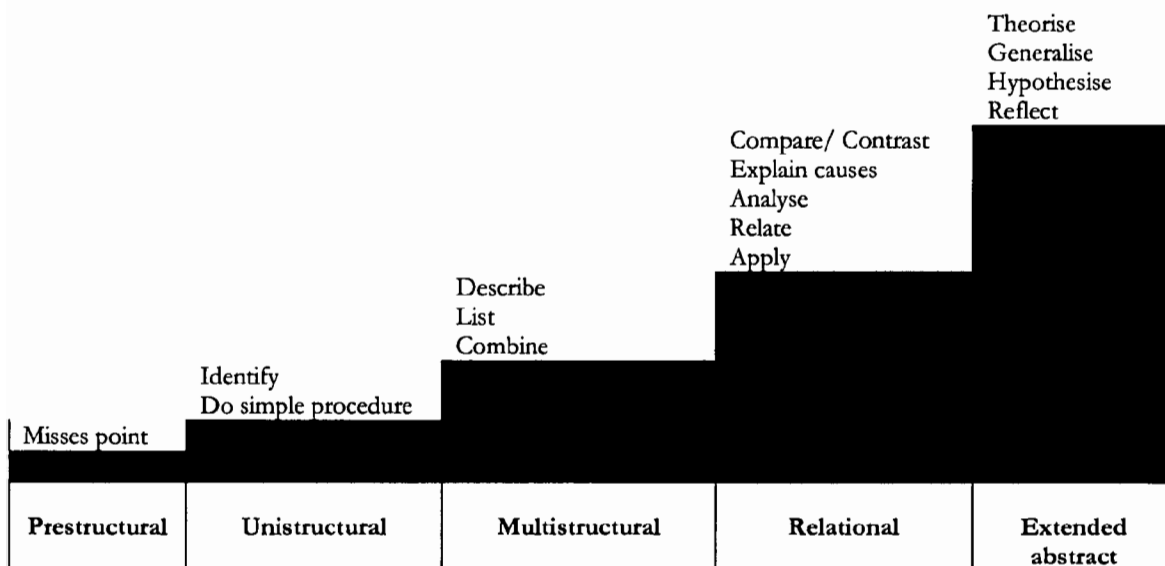 Theorise
Generalise
Hypothesise
Reflect
Compare/ Contrast
Explain causes
Analyse
Relate
Apply
Describe
List
Combine
Identify
Do simple procedure
Misses point
Prestructural
Unistructural
Multistructural
Relational
Extended
abstract